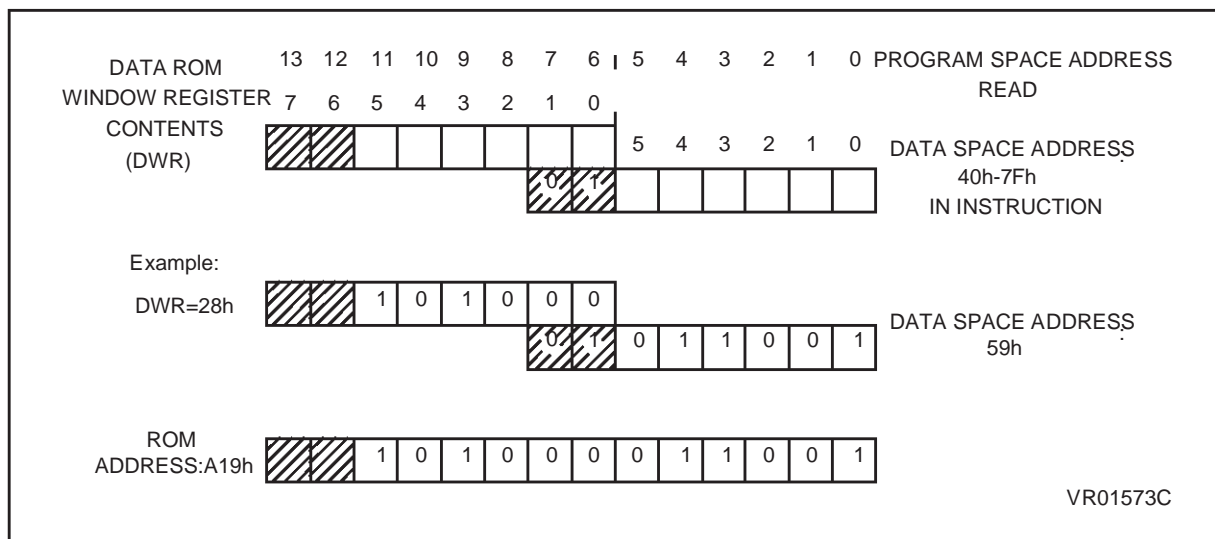 13 12 11 10 9 8 7 6 5 4 3 2 1 0 PROGRAM SPACE ADDRESS
READ
DATA ROM
WINDOW REGISTER 7 6 5 4 3 2 1 0
CONTENTS
(DWR)
5 4 3 2 1 0 DATA SPACE ADDRESS
0 1 40h-7Fh
IN INSTRUCTION
Example:
DWR=28h 1 0 1 0 0 0
0 1 0 1 1 0 0 1 DATA SPACE ADDRESS
59h
ROM
ADDRESS:A19h 1 0 1 0 0 0 0 1 1 0 0 1
VR01573C